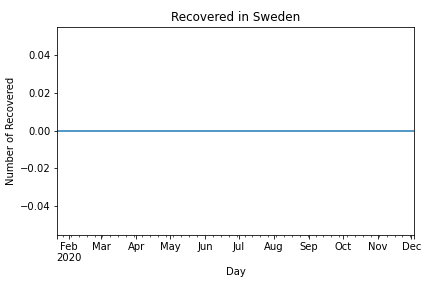 Recovered in Sweden
Number of Recovered
0.04
0.02
0.00
−0.02
−0.04
Feb Mar Apr May Jun Jul Aug Sep Oct Nov Dec
2020
Day